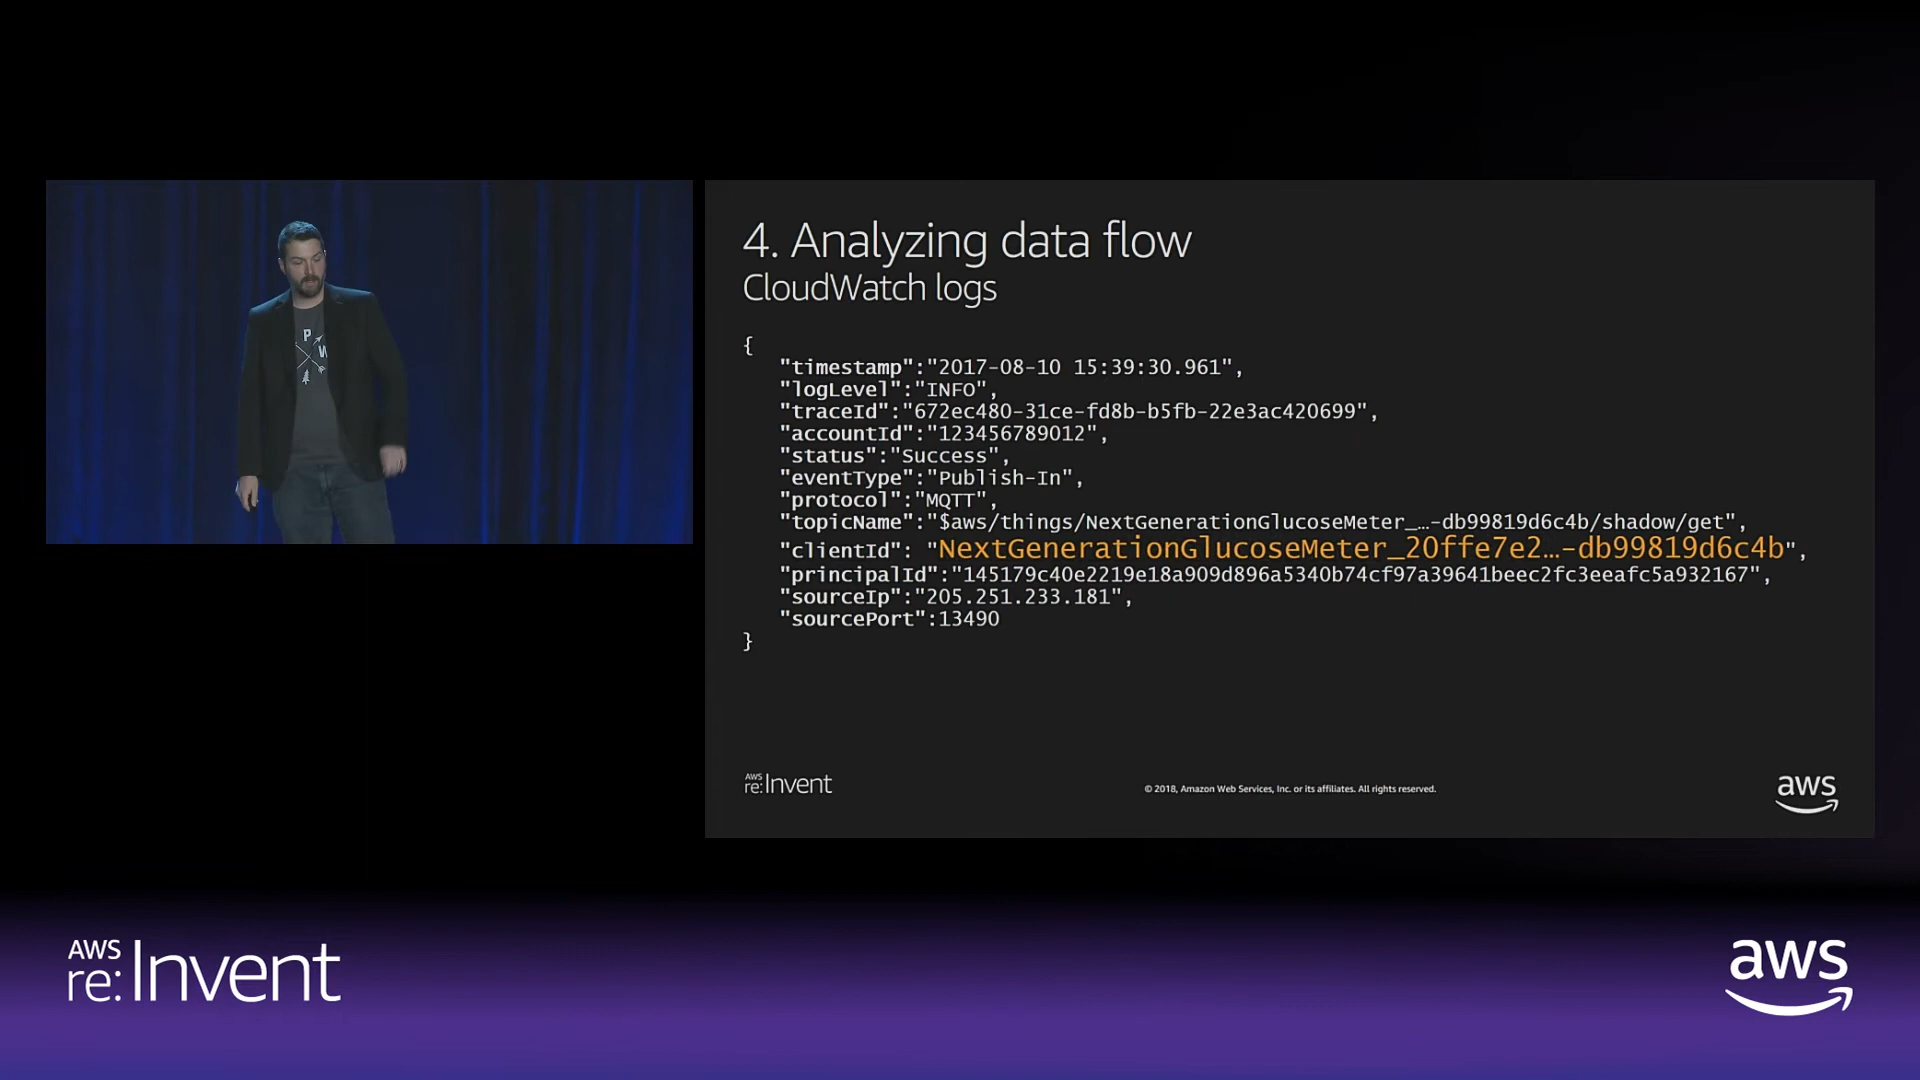 P
W
A
4. Analyzing data flow
CloudWatch logs
{
"timestamp":"2017-08-10 15:39:30.961",
"logLevel":"INFO",
"traceId":"672ec480-31ce-fd8b-b5fb-22e3ac420699",
"accountId":"123456789012",
"status":"Success",
"eventType":"Publish-In",
"protocol":"MQTT",
"topicName":"$aws/things/NextGenerationGlucoseMeter_…-db99819d6c4b/shadow/get",
"clientId": "NextGenerationGlucoseMeter_20ffe7e2…-db99819d6c4b",
"principalId":"145179c40e2219e18a909d896a5340b74cf97a39641beec2fc3eeafc5a932167",
"sourceIp":"205.251.233.181",
"sourcePort":13490
}
AWS
re:Invent
© 2018, Amazon Web Services, Inc. or its affiliates. All rights reserved.
aws
AWS
re:Invent
aws